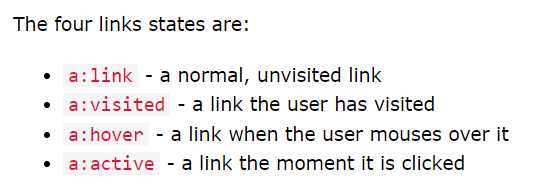 The four links states are:
• a:link - a normal, unvisited link
• a:visited - a link the user has visited
• a:hover - a link when the user mouses over it
• a:active - a link the moment it is clicked